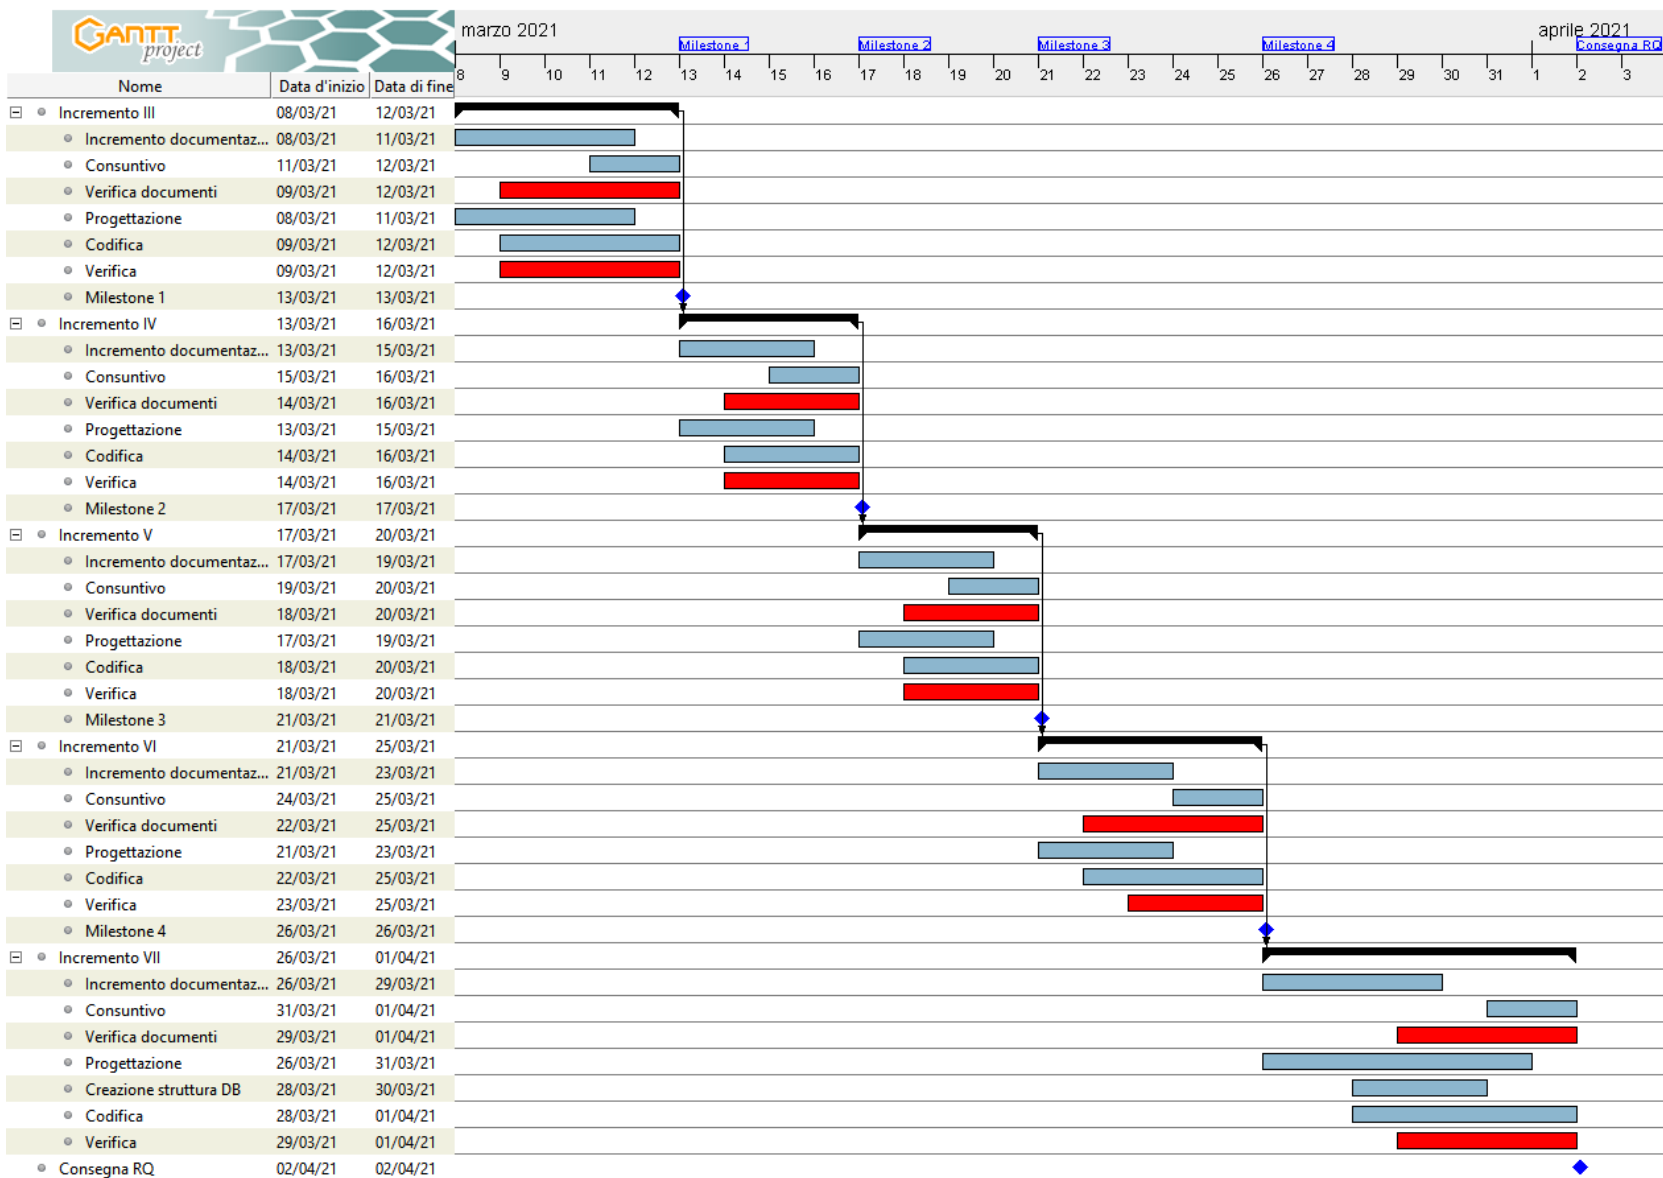 GANTT
project
marzo 2021
aprile 2021
Milestone 1
Milestone 2
Milestone 3
Milestone 4
Consegna RQ
Nome Data d'inizio Data di fine
8 9 10 11 12 13 14 15 16 17 18 19 20 21 22 23 24 25 26 27 28 29 30 31 1 2 3
Incremento III 08/03/21 12/03/21
Incremento documentaz... 08/03/21 11/03/21
Consuntivo 11/03/21 12/03/21
Verifica documenti 09/03/21 12/03/21
Progettazione 08/03/21 11/03/21
Codifica 09/03/21 12/03/21
Verifica 09/03/21 12/03/21
Milestone 1 13/03/21 13/03/21
Incremento IV 13/03/21 16/03/21
Incremento documentaz... 13/03/21 15/03/21
Consuntivo 15/03/21 16/03/21
Verifica documenti 14/03/21 16/03/21
Progettazione 13/03/21 15/03/21
Codifica 14/03/21 16/03/21
Verifica 14/03/21 16/03/21
Milestone 2 17/03/21 17/03/21
Incremento V 17/03/21 20/03/21
Incremento documentaz... 17/03/21 19/03/21
Consuntivo 19/03/21 20/03/21
Verifica documenti 18/03/21 20/03/21
Progettazione 17/03/21 19/03/21
Codifica 18/03/21 20/03/21
Verifica 18/03/21 20/03/21
Milestone 3 21/03/21 21/03/21
Incremento VI 21/03/21 25/03/21
Incremento documentaz... 21/03/21 23/03/21
Consuntivo 24/03/21 25/03/21
Verifica documenti 22/03/21 25/03/21
Progettazione 21/03/21 23/03/21
Codifica 22/03/21 25/03/21
Verifica 23/03/21 25/03/21
Milestone 4 26/03/21 26/03/21
Incremento VII 26/03/21 01/04/21
Incremento documentaz... 26/03/21 29/03/21
Consuntivo 31/03/21 01/04/21
Verifica documenti 29/03/21 01/04/21
Progettazione 26/03/21 31/03/21
Creazione struttura DB 28/03/21 30/03/21
Codifica 28/03/21 01/04/21
Verifica 29/03/21 01/04/21
Consegna RQ 02/04/21 02/04/21